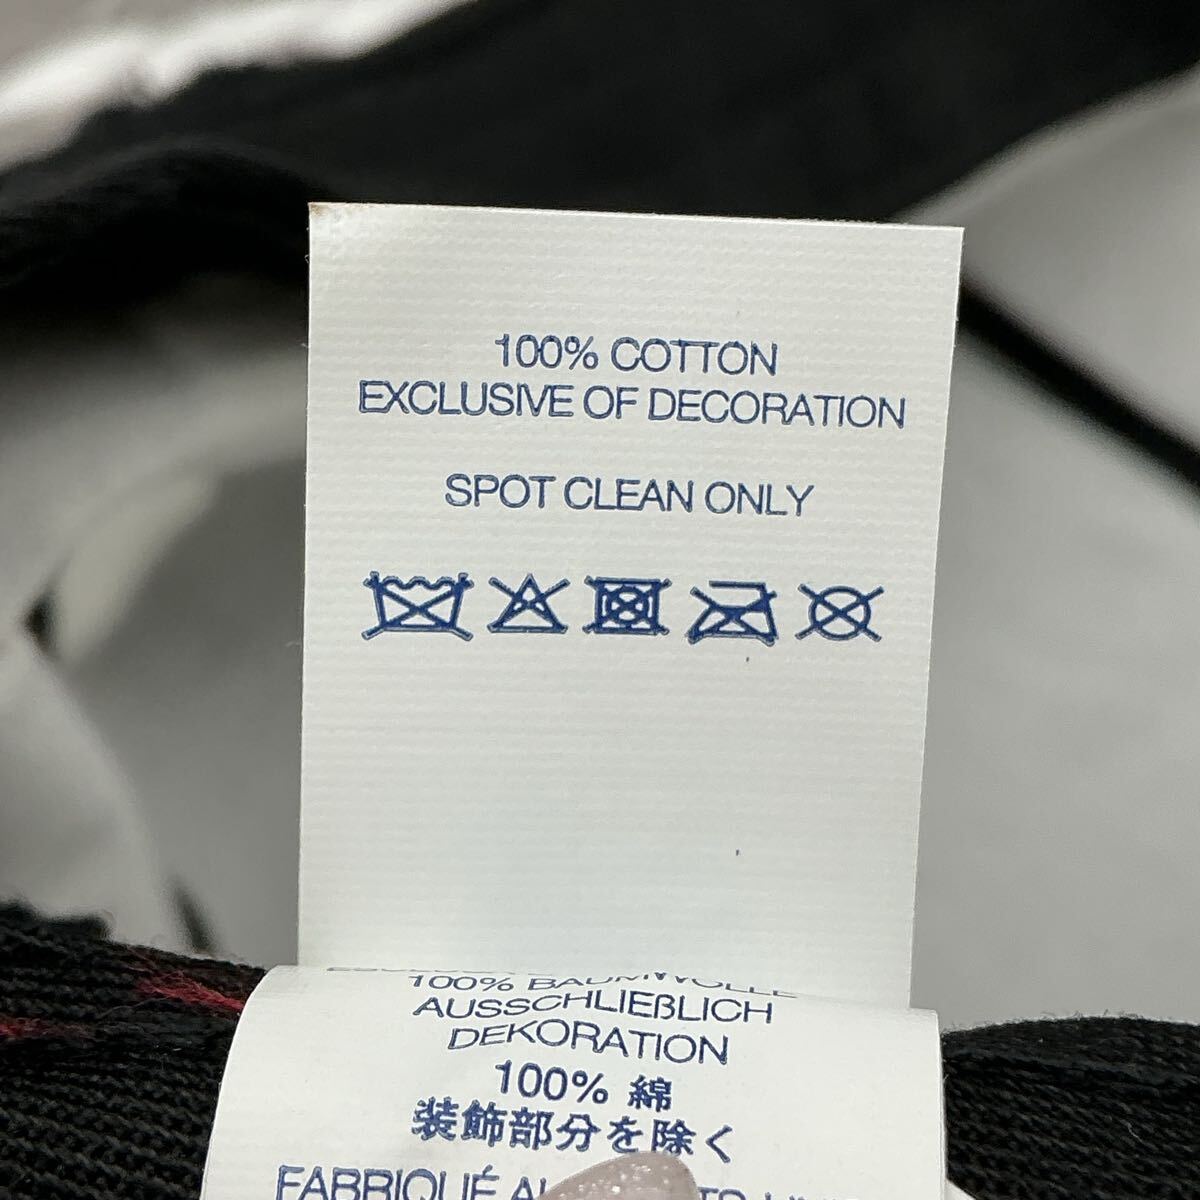 100% COTTON
EXCLUSIVE OF DECORATION
SPOT CLEAN ONLY
100% BAUMWOLLE
AUSSCHLIEßLICH
DEKORATION
100% 綿
装飾部分を除く
FABRIQUÉ